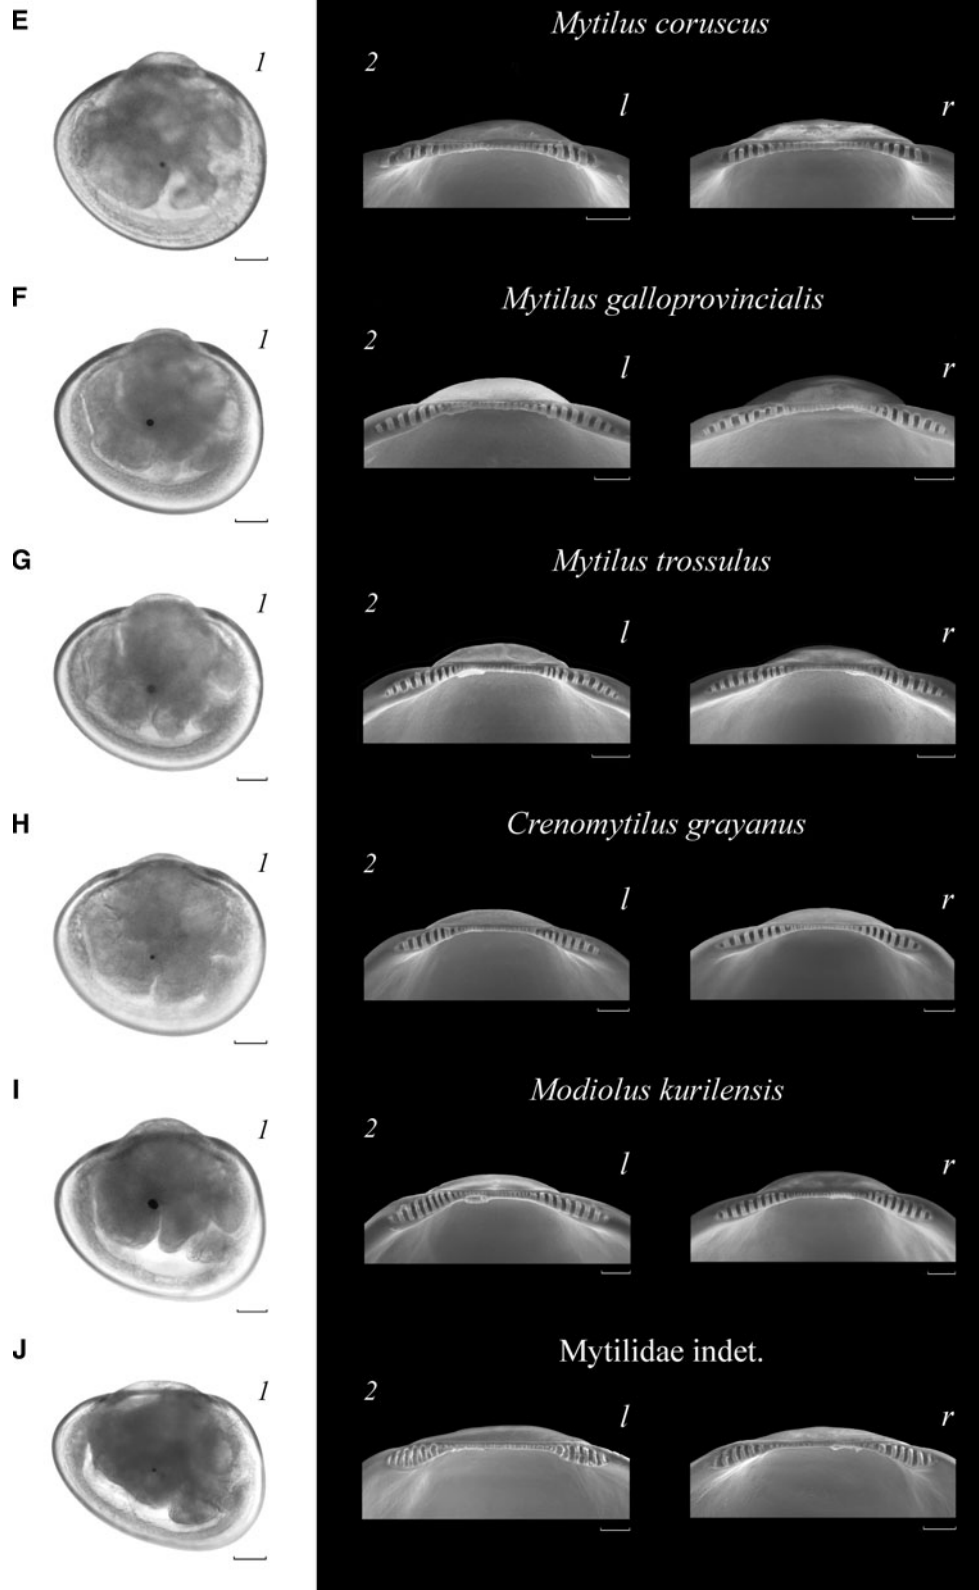 E
Mytilus coruscus
1
2
l
r
F
Mytilus galloprovincialis
1
2
l
r
G
Mytilus trossulus
1
2
l
r
H
Crenomytilus grayanus
1
2
l
r
I
Modiolus kurilensis
1
2
l
r
J
Mytilidae indet.
1
2
l
r